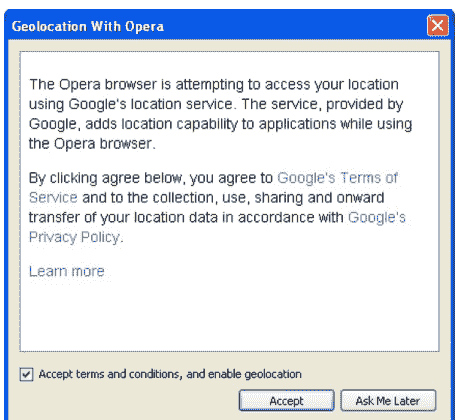 Geolocation With Opera
The Opera browser is attempting to access your location
using Google's location service. The service, provided by
Google, adds location capability to applications while using
the Opera browser.
By clicking agree below, you agree to Google's Terms of
Service and to the collection, use, sharing and onward
transfer of your location data in accordance with Google's
Privacy Policy.
Learn more
Accept terms and conditions, and enable geolocation
Accept Ask Me Later